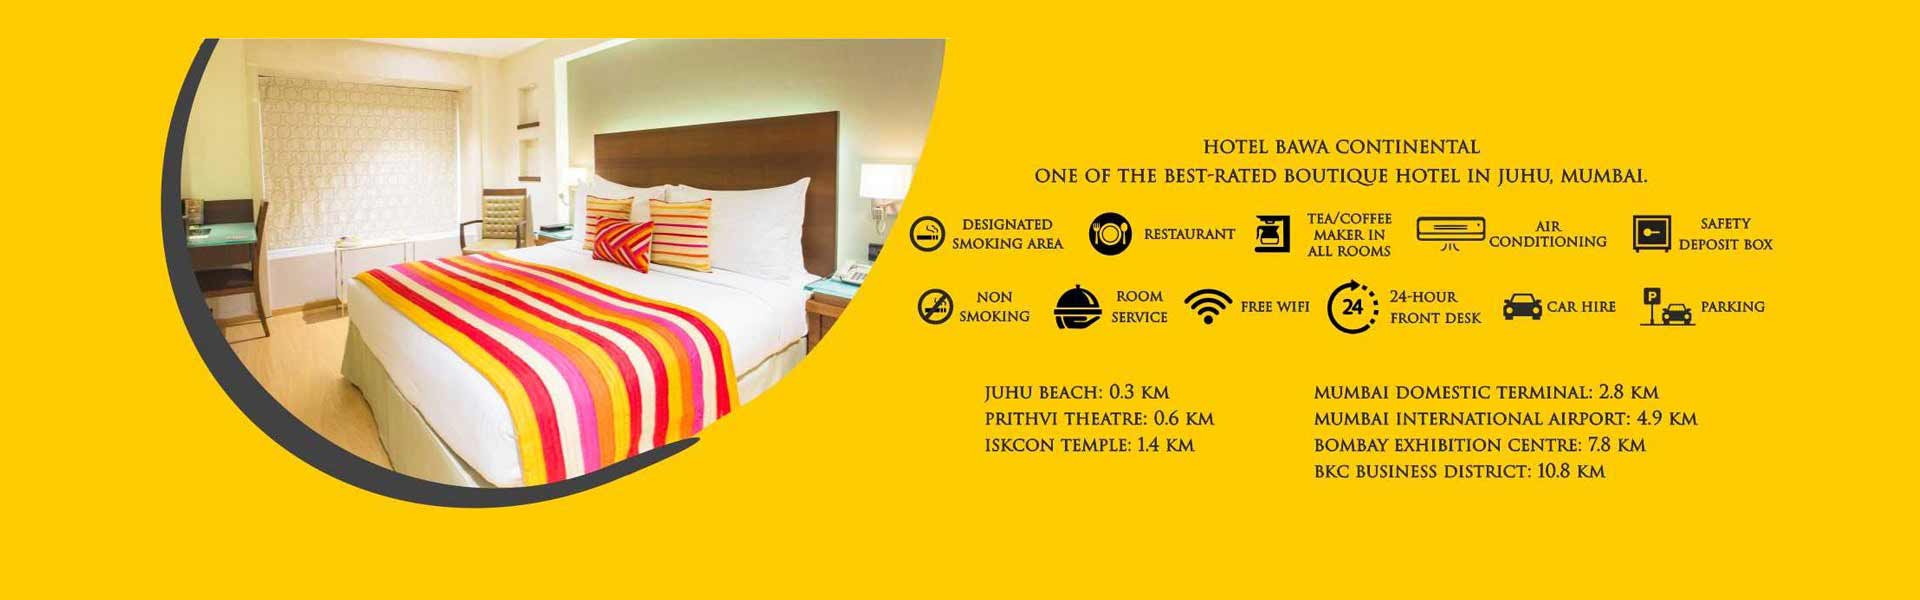 HOTEL BAWA CONTINENTAL
ONE OF THE BEST-RATED BOUTIQUE HOTEL IN JUHU, MUMBAI.
DESIGNATED
SMOKING AREA
RESTAURANT
TEA/COFFEE
MAKER IN
ALL ROOMS
AIR
CONDITIONING
SAFETY
DEPOSIT BOX
NON
SMOKING
ROOM
SERVICE
FREE WIFI
24
24-HOUR
FRONT DESK
CAR HIRE
P
PARKING
JUHU BEACH: 0.3 KM
PRITHVI THEATRE: 0.6 KM
ISKCON TEMPLE: 1.4 KM
MUMBAI DOMESTIC TERMINAL: 2.8 KM
MUMBAI INTERNATIONAL AIRPORT: 4.9 KM
BOMBAY EXHIBITION CENTRE: 7.8 KM
BKC BUSINESS DISTRICT: 10.8 KM